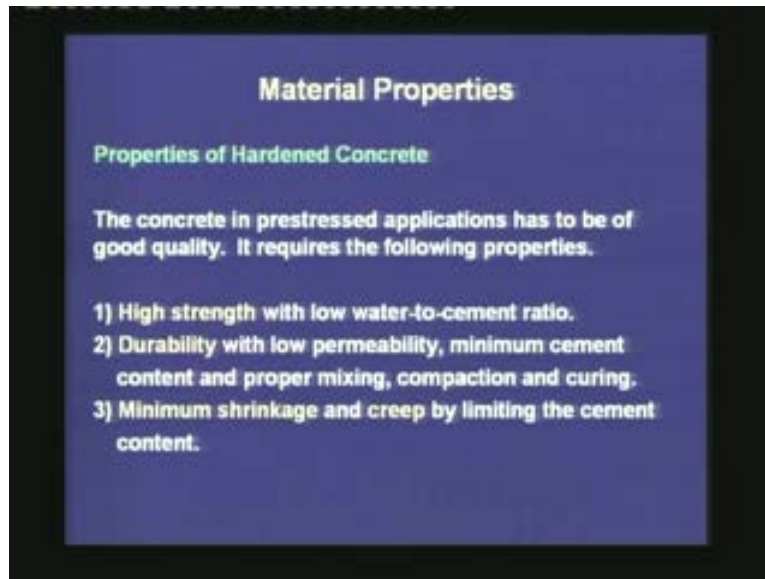 Material Properties
Properties of Hardened Concrete
The concrete in prestressed applications has to be of
good quality. It requires the following properties.
1) High strength with low water-to-cement ratio.
2) Durability with low permeability, minimum cement
content and proper mixing, compaction and curing.
3) Minimum shrinkage and creep by limiting the cement
content.